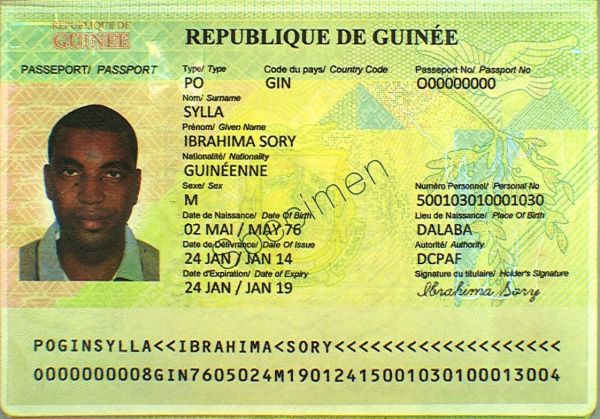 REPUBLIQUE DE
GUINÉE
REPUBLIQUE DE GUINÉE
PASSEPORT/ PASSPORT
Type/ Type
Code du pays/ Country Code
Passeport No/ Passport No
PO
GIN
O00000000
Nom/ Surname
SYLLA
Prénom/ Given Name
IBRAHIMA SORY
Nationalité/ Nationality
GUINÉENNE
Sexe/ Sex
Numéro Personnel/ Personal No
M
500103010001030
Date de Naissance/ Date Of Birth
Lieu de Naissance/ Place Of Birth
02 MAI / MAY 76
DALABA
Date de Délivrance/ Date Of Issue
Autorité/ Authority
24 JAN / JAN 14
DCPAF
Date d'Expiration/ Date of Expiry
Signature du titulaire/ Holder's Signature
24 JAN / JAN 19
Ibrahima Sory
Specimen
POGINSYLLA<<IBRAHIMA<SORY<<<<<<<<<<<<<<<<<<<
O000000008GIN7605024M19012415001030100013004